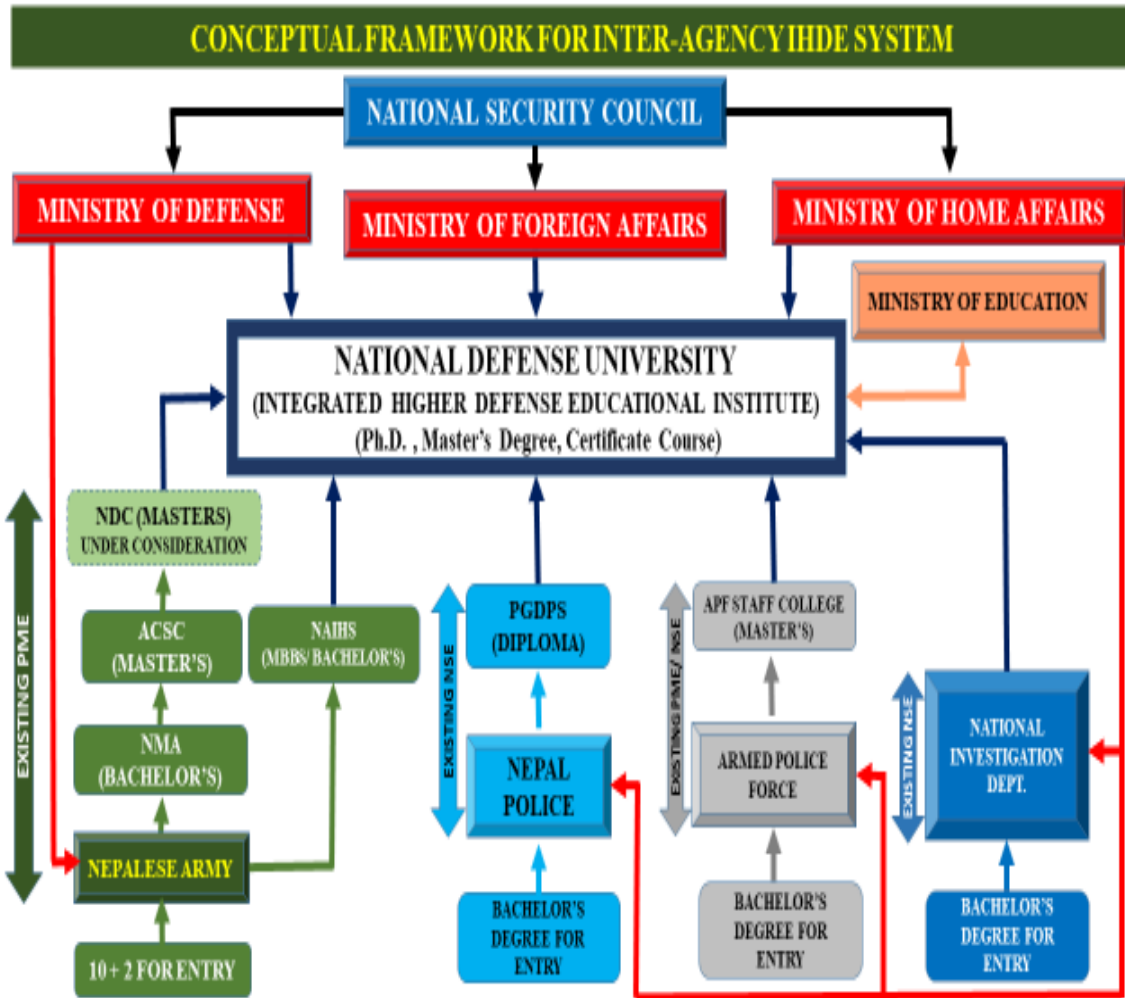 CONCEPTUAL FRAMEWORK FOR INTER-AGENCY IHDE SYSTEM
NATIONAL SECURITY COUNCIL
MINISTRY OF DEFENSE
MINISTRY OF FOREIGN AFFAIRS
MINISTRY OF HOME AFFAIRS
MINISTRY OF EDUCATION
NATIONAL DEFENSE UNIVERSITY
(INTEGRATED HIGHER DEFENSE EDUCATIONAL INSTITUTE)
(Ph.D. , Master's Degree, Certificate Course)
EXISTING PME
NDC (MASTERS)
UNDER CONSIDERATION
ACSC
(MASTER'S)
NMA
(BACHELOR'S)
NEPALESE ARMY
10 + 2 FOR ENTRY
NAIHS
(MBBS/ BACHELOR'S)
EXISTING NSE
PGDPS
(DIPLOMA)
NEPAL
POLICE
BACHELOR'S
DEGREE FOR
ENTRY
EXISTING PME/ NSE
APF STAFF COLLEGE
(MASTER'S)
ARMED POLICE
FORCE
BACHELOR'S
DEGREE FOR
ENTRY
EXISTING NSE
NATIONAL
INVESTIGATION
DEPT.
BACHELOR'S
DEGREE FOR
ENTRY